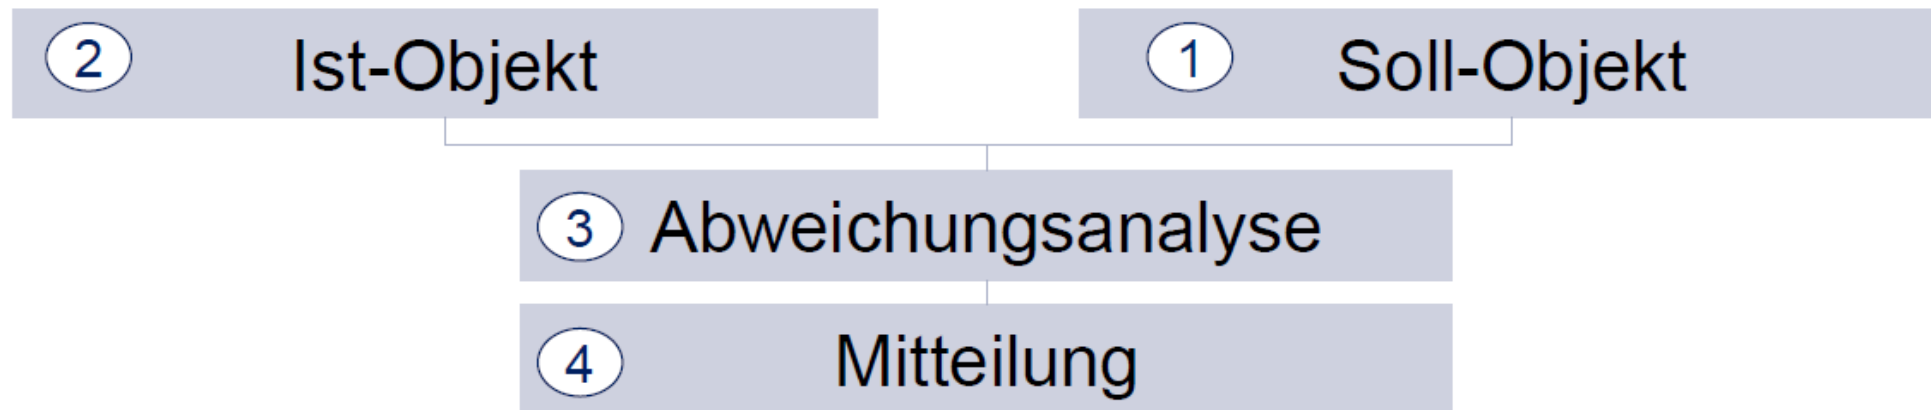 2 Ist-Objekt
1 Soll-Objekt
3 Abweichungsanalyse
4 Mitteilung